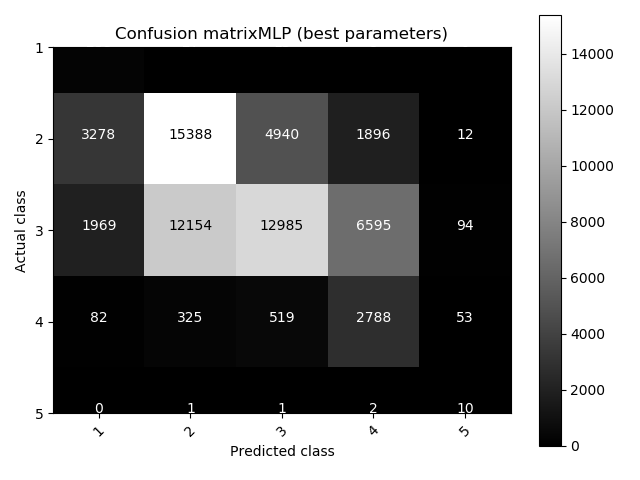 Confusion matrixMLP (best parameters)
1
14000
3278 15388 4940 1896 12
2
12000
10000
1969 12154 12985 6595 94
3
8000
Actual class
6000
82 325 519 2788 53
4
4000
2000
0 1 1 2 10
5
0
1 2 3 4 5
Predicted class